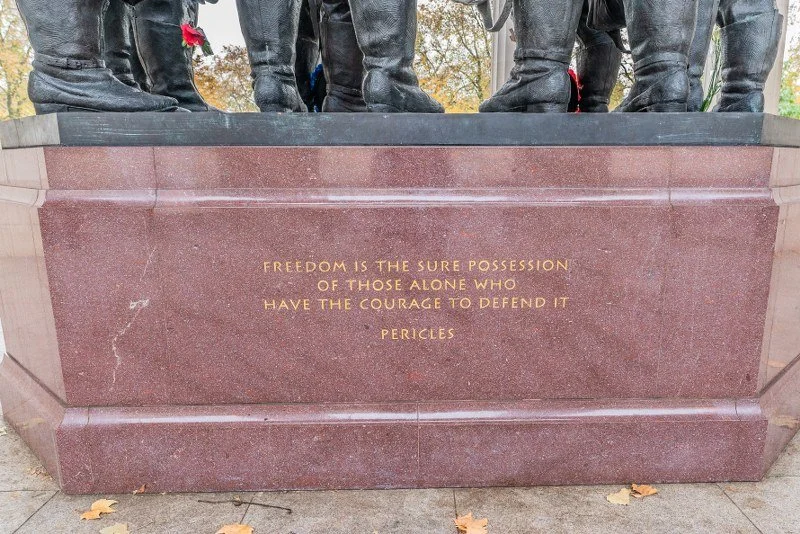 FREEDOM IS THE SURE POSSESSION
OF THOSE ALONE WHO
HAVE THE COURAGE TO DEFEND IT
PERICLES